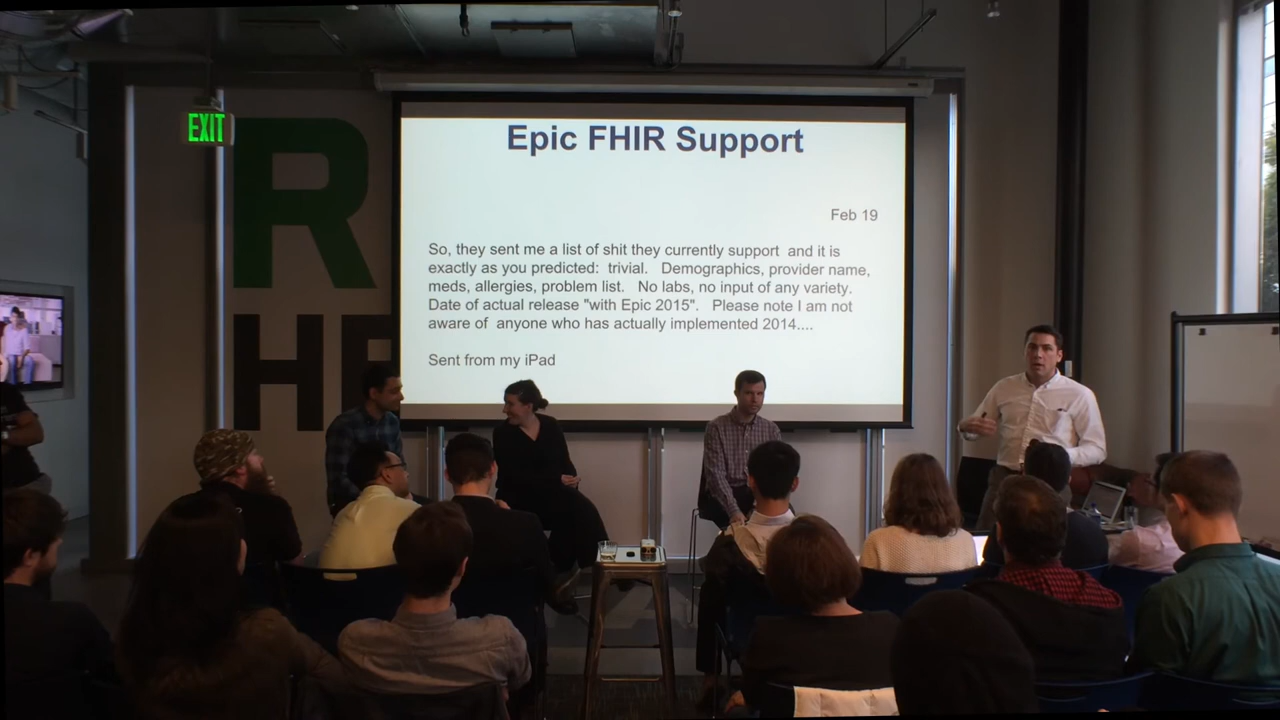 EXIT
R
HE
Epic FHIR Support
Feb 19
So, they sent me a list of shit they currently support and it is
exactly as you predicted: trivial. Demographics, provider name,
meds, allergies, problem list. No labs, no input of any variety.
Date of actual release "with Epic 2015". Please note I am not
aware of anyone who has actually implemented 2014....
Sent from my iPad